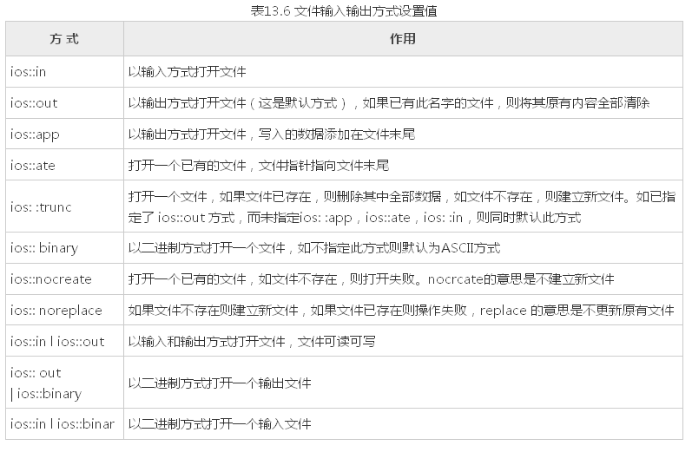 表13.6 文件输入输出方式设置值
方 式 作用
ios::in 以输入方式打开文件
ios::out 以输出方式打开文件（这是默认方式），如果已有此名字的文件，则将其原有内容全部清除
ios::app 以输出方式打开文件，写入的数据添加在文件末尾
ios::ate 打开一个已有的文件，文件指针指向文件末尾
ios: :trunc 打开一个文件，如果文件已存在，则删除其中全部数据，如文件不存在，则建立新文件。如已指
定了 ios::out 方式，而未指定ios: :app，ios::ate，ios: :in，则同时默认此方式
ios:: binary 以二进制方式打开一个文件，如不指定此方式则默认为ASCII方式
ios::nocreate 打开一个已有的文件，如文件不存在，则打开失败。nocrcate的意思是不建立新文件
ios:: noreplace 如果文件不存在则建立新文件，如果文件已存在则操作失败，replace 的意思是不更新原有文件
ios::in l ios::out 以输入和输出方式打开文件，文件可读可写
ios:: out
| ios::binary 以二进制方式打开一个输出文件
ios::in l ios::binar 以二进制方式打开一个输入文件